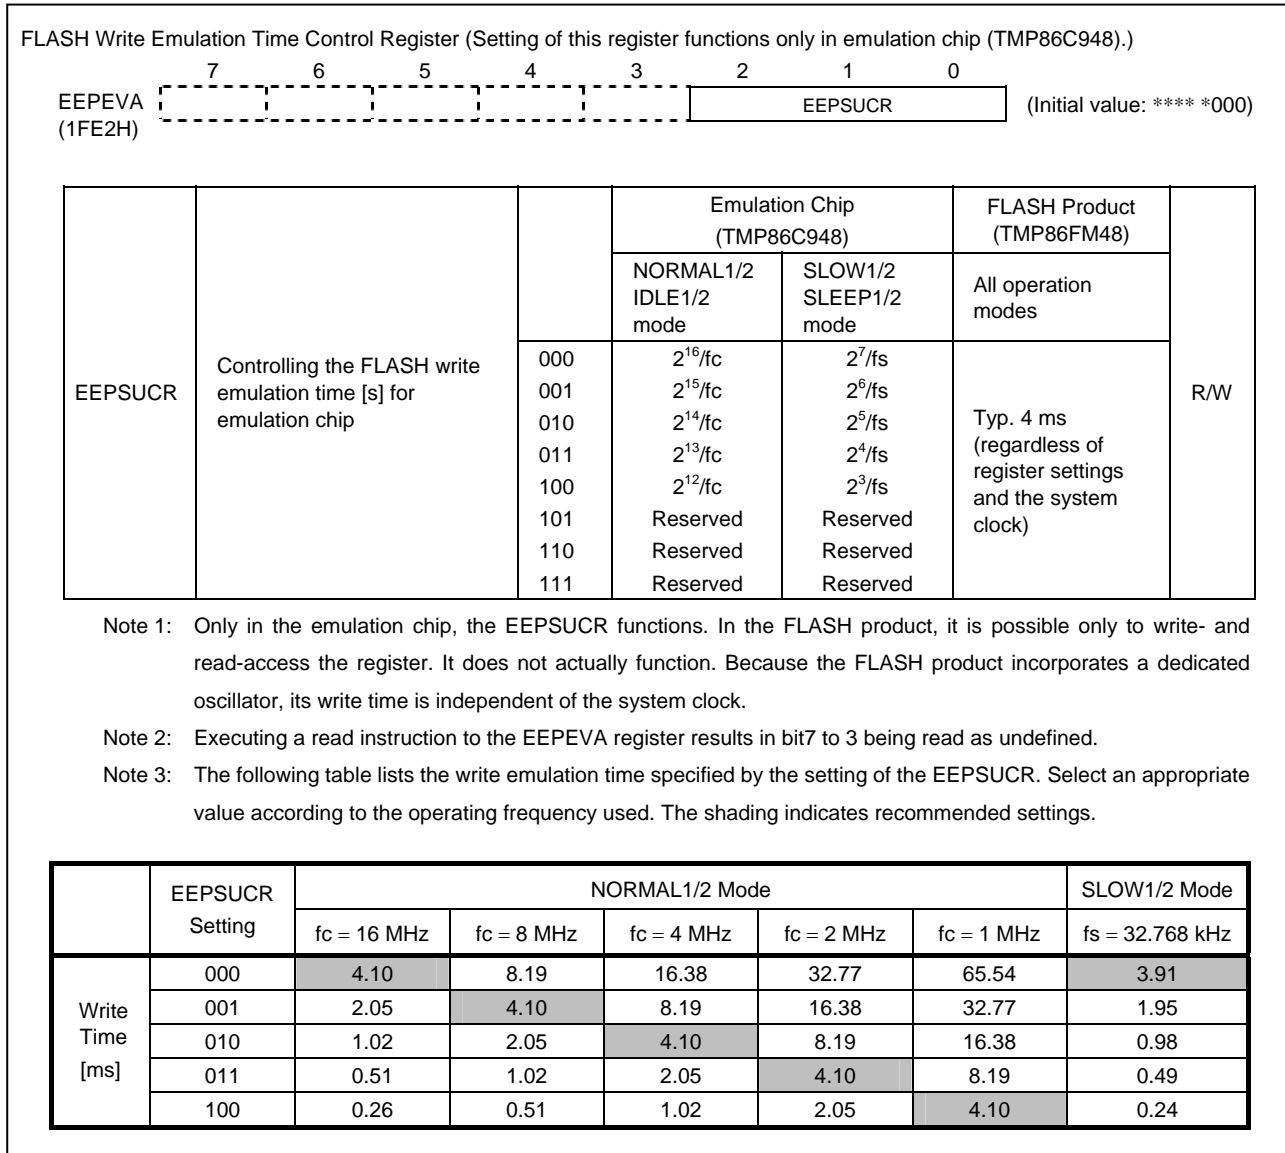 FLASH Write Emulation Time Control Register (Setting of this register functions only in emulation chip (TMP86C948).)
7 6 5 4 3 2 1 0
EEPEVA EEPSUCR (Initial value: **** *000)
(1FE2H)
Emulation Chip FLASH Product
(TMP86C948) (TMP86FM48)
NORMAL1/2 SLOW1/2 All operation
IDLE1/2 SLEEP1/2 modes
mode mode
EEPSUCR Controlling the FLASH write
emulation time [s] for
emulation chip
000 2^16/fc 2^7/fs
001 2^15/fc 2^6/fs
010 2^14/fc 2^5/fs
011 2^13/fc 2^4/fs
100 2^12/fc 2^3/fs
101 Reserved Reserved
110 Reserved Reserved
111 Reserved Reserved
Typ. 4 ms
(regardless of
register settings
and the system
clock)
R/W
Note 1: Only in the emulation chip, the EEPSUCR functions. In the FLASH product, it is possible only to write- and
read-access the register. It does not actually function. Because the FLASH product incorporates a dedicated
oscillator, its write time is independent of the system clock.
Note 2: Executing a read instruction to the EEPEVA register results in bit7 to 3 being read as undefined.
Note 3: The following table lists the write emulation time specified by the setting of the EEPSUCR. Select an appropriate
value according to the operating frequency used. The shading indicates recommended settings.
EEPSUCR NORMAL1/2 Mode SLOW1/2 Mode
Setting fc = 16 MHz fc = 8 MHz fc = 4 MHz fc = 2 MHz fc = 1 MHz fs = 32.768 kHz
Write
Time
[ms]
000 4.10 8.19 16.38 32.77 65.54 3.91
001 2.05 4.10 8.19 16.38 32.77 1.95
010 1.02 2.05 4.10 8.19 16.38 0.98
011 0.51 1.02 2.05 4.10 8.19 0.49
100 0.26 0.51 1.02 2.05 4.10 0.24